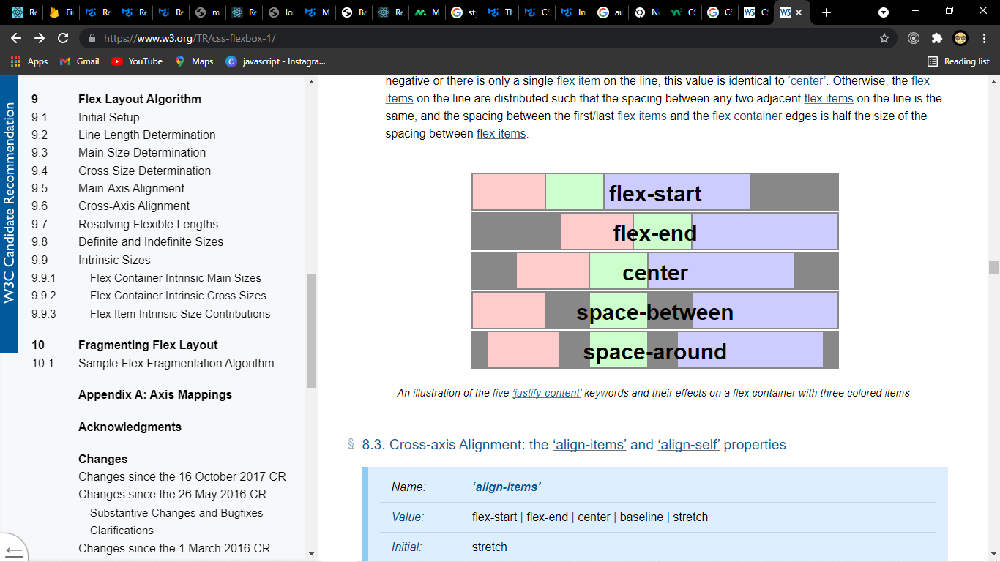 Re
Fi
Re
Re
Re
m
Re
lo
M
Ba
Re
M
st
Th
CS
In
au
N
CS
CS
CS
https://www.w3.org/TR/css-flexbox-1/
Apps
Gmail
YouTube
Maps
javascript - Instagra...
Reading list
W3C Candidate Recommendation
9 Flex Layout Algorithm
9.1 Initial Setup
9.2 Line Length Determination
9.3 Main Size Determination
9.4 Cross Size Determination
9.5 Main-Axis Alignment
9.6 Cross-Axis Alignment
9.7 Resolving Flexible Lengths
9.8 Definite and Indefinite Sizes
9.9 Intrinsic Sizes
9.9.1 Flex Container Intrinsic Main Sizes
9.9.2 Flex Container Intrinsic Cross Sizes
9.9.3 Flex Item Intrinsic Size Contributions
10 Fragmenting Flex Layout
10.1 Sample Flex Fragmentation Algorithm
Appendix A: Axis Mappings
Acknowledgments
Changes
Changes since the 16 October 2017 CR
Changes since the 26 May 2016 CR
Substantive Changes and Bugfixes
Clarifications
Changes since the 1 March 2016 CR
negative or there is only a single flex item on the line, this value is identical to ‘center’. Otherwise, the flex
items on the line are distributed such that the spacing between any two adjacent flex items on the line is the
same, and the spacing between the first/last flex items and the flex container edges is half the size of the
spacing between flex items.
flex-start
flex-end
center
space-between
space-around
An illustration of the five ‘justify-content’ keywords and their effects on a flex container with three colored items.
§ 8.3. Cross-axis Alignment: the ‘align-items’ and ‘align-self’ properties
Name: ‘align-items’
Value: flex-start | flex-end | center | baseline | stretch
Initial: stretch